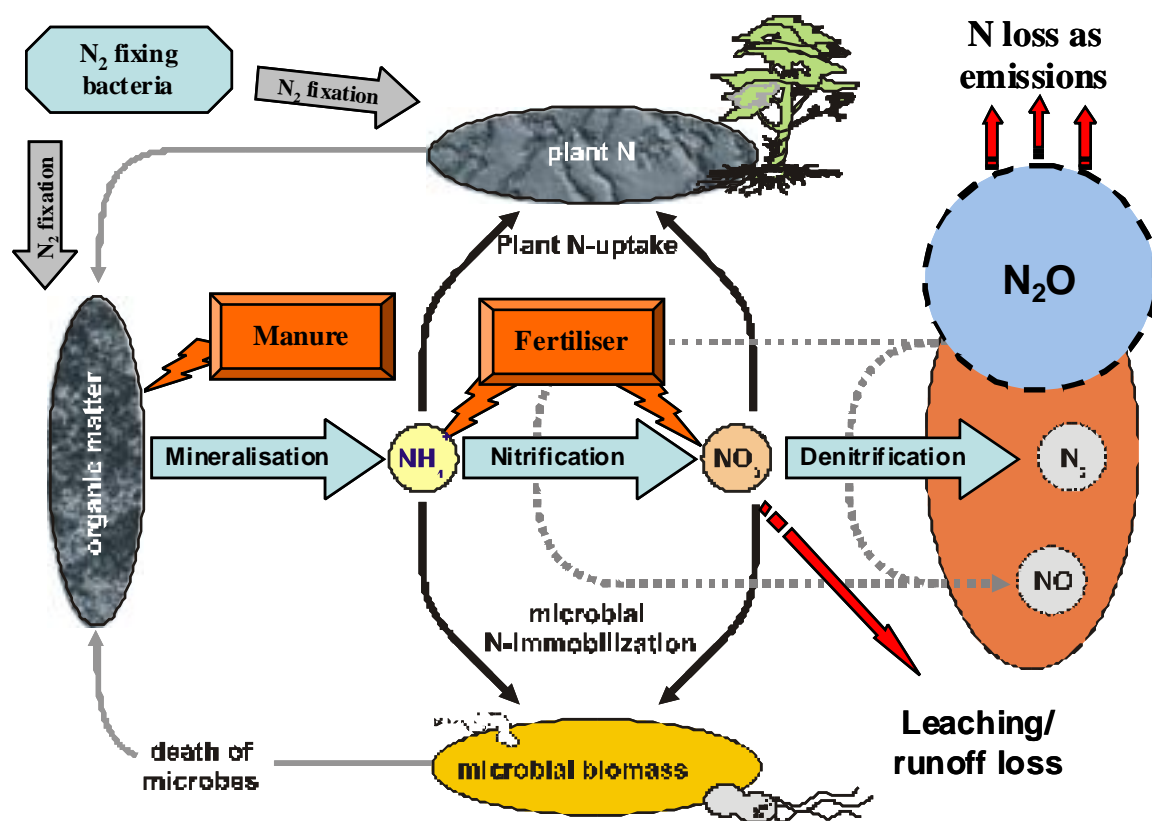 N₂ fixing
bacteria
N₂ fixation
N₂ fixation
plant N
Plant N-uptake
N loss as
emissions
N₂O
Manure
Fertiliser
organic matter
Mineralisation
NH₄
Nitrification
NO₃
Denitrification
N₂
NO
microbial
N-immobilization
Leaching/
runoff loss
death of
microbes
microbial biomass